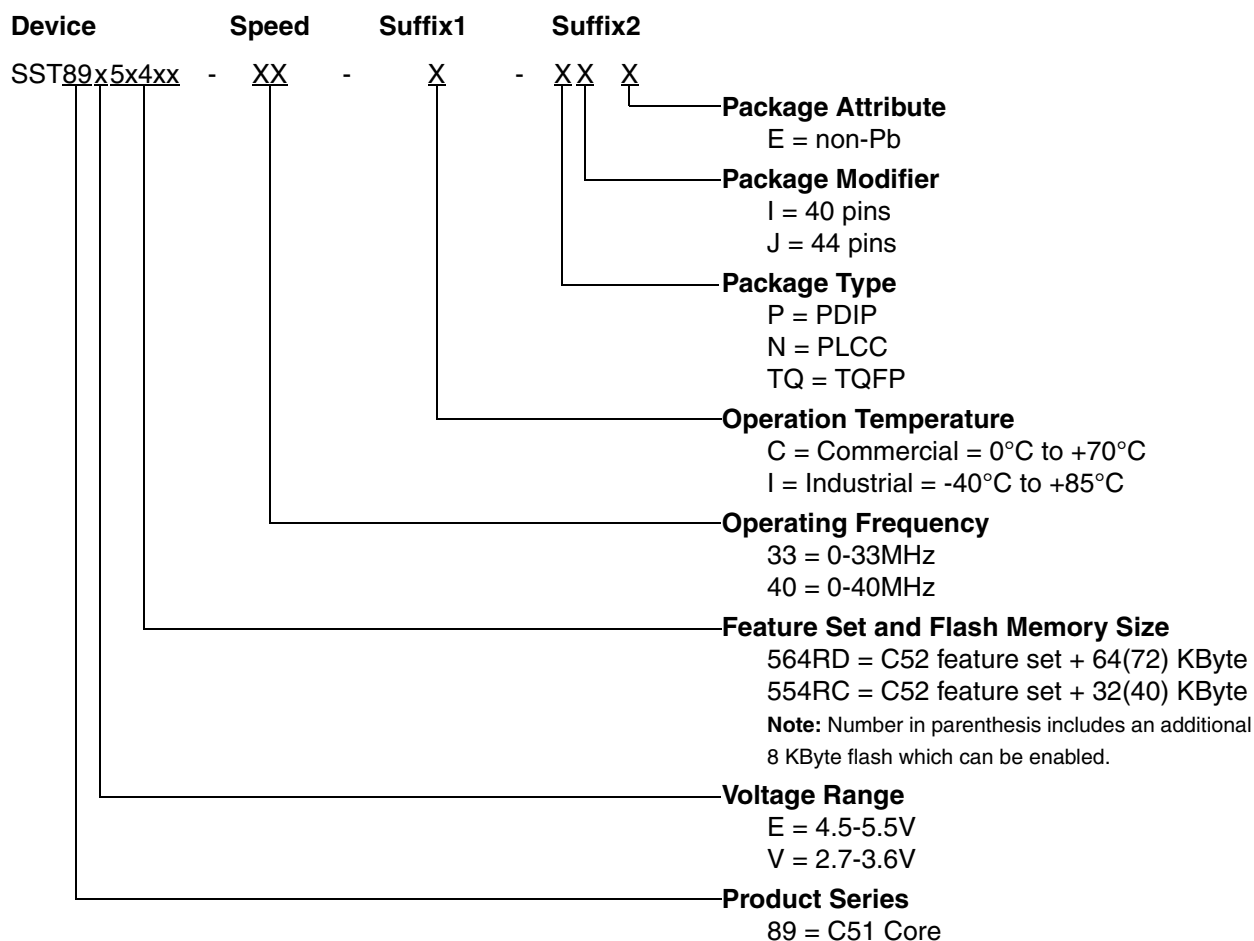 Device Speed Suffix1 Suffix2
SST89x5x4xx - XX - X - XX X
Package Attribute
E = non-Pb
Package Modifier
I = 40 pins
J = 44 pins
Package Type
P = PDIP
N = PLCC
TQ = TQFP
Operation Temperature
C = Commercial = 0°C to +70°C
I = Industrial = -40°C to +85°C
Operating Frequency
33 = 0-33MHz
40 = 0-40MHz
Feature Set and Flash Memory Size
564RD = C52 feature set + 64(72) KByte
554RC = C52 feature set + 32(40) KByte
Note: Number in parenthesis includes an additional
8 KByte flash which can be enabled.
Voltage Range
E = 4.5-5.5V
V = 2.7-3.6V
Product Series
89 = C51 Core